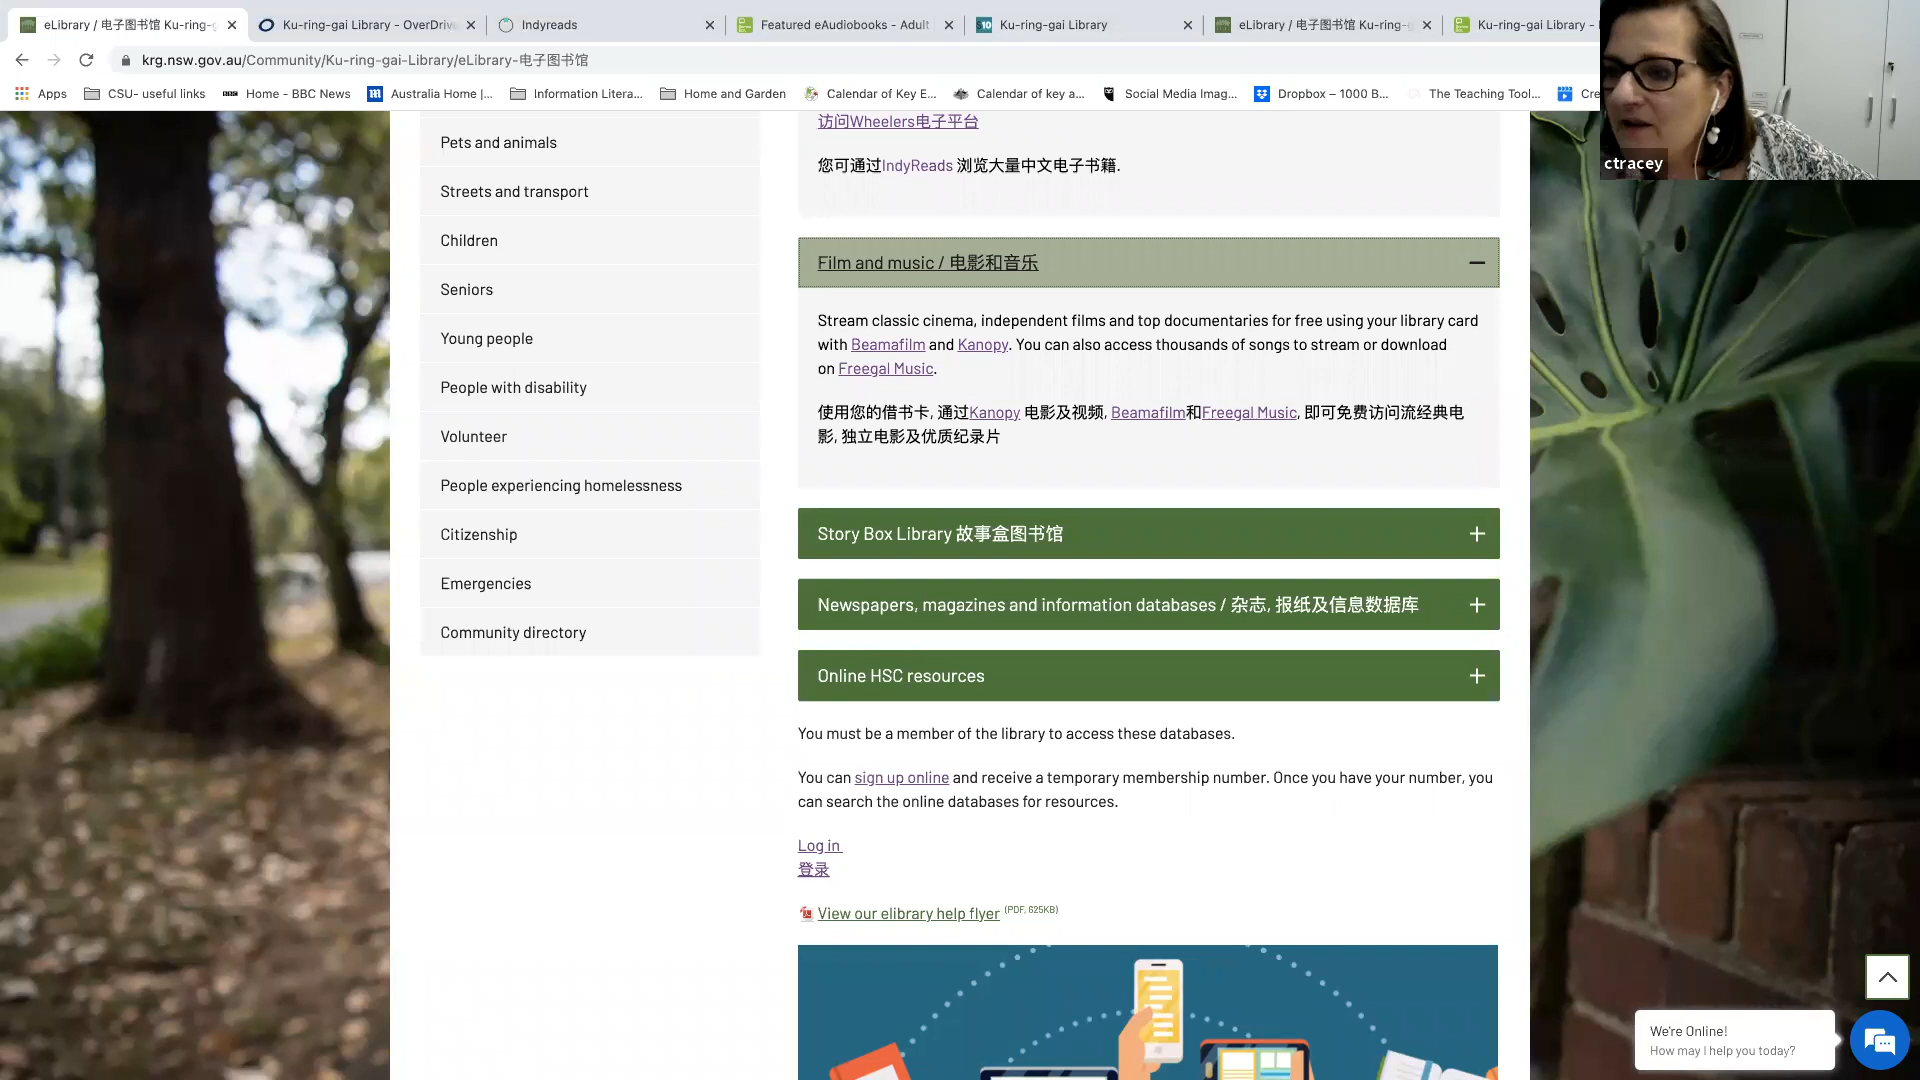 eLibrary / 电子图书馆 Ku-ring-g
Ku-ring-gai Library - OverDriv
Indyreads
Featured eAudiobooks - Adult
Ku-ring-gai Library
eLibrary / 电子图书馆 Ku-ring-g
Ku-ring-gai Library -
krg.nsw.gov.au/Community/Ku-ring-gai-Library/eLibrary-电子图书馆
Apps
CSU- useful links
Home - BBC News
Australia Home |...
Information Litera...
Home and Garden
Calendar of Key E...
Calendar of key a...
Social Media Imag...
Dropbox – 1000 B...
The Teaching Tool...
Cre
ctracey
Pets and animals
Streets and transport
Children
Seniors
Young people
People with disability
Volunteer
People experiencing homelessness
Citizenship
Emergencies
Community directory
访问Wheelers电子平台
您可通过IndyReads 浏览大量中文电子书籍.
Film and music / 电影和音乐
Stream classic cinema, independent films and top documentaries for free using your library card
with Beamafilm and Kanopy. You can also access thousands of songs to stream or download
on Freegal Music.
使用您的借书卡, 通过Kanopy 电影及视频, Beamafilm和Freegal Music, 即可免费访问流经典电
影, 独立电影及优质纪录片
Story Box Library 故事盒图书馆
Newspapers, magazines and information databases / 杂志, 报纸及信息数据库
Online HSC resources
You must be a member of the library to access these databases.
You can sign up online and receive a temporary membership number. Once you have your number, you
can search the online databases for resources.
Log in
登录
View our elibrary help flyer (PDF, 625KB)
We're Online!
How may I help you today?